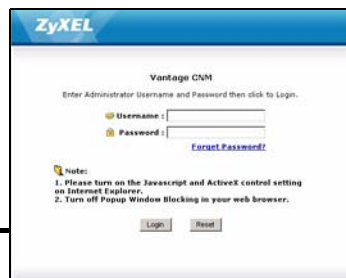 ZyXEL
Vantage CNM
Enter Administrator Username and Password then click to Login.
Username :
Password :
Forget Password?
Note:
1. Please turn on the Javascript and ActiveX control setting
on Internet Explorer.
2. Turn off Popup Window Blocking in your web browser.
Login
Reset